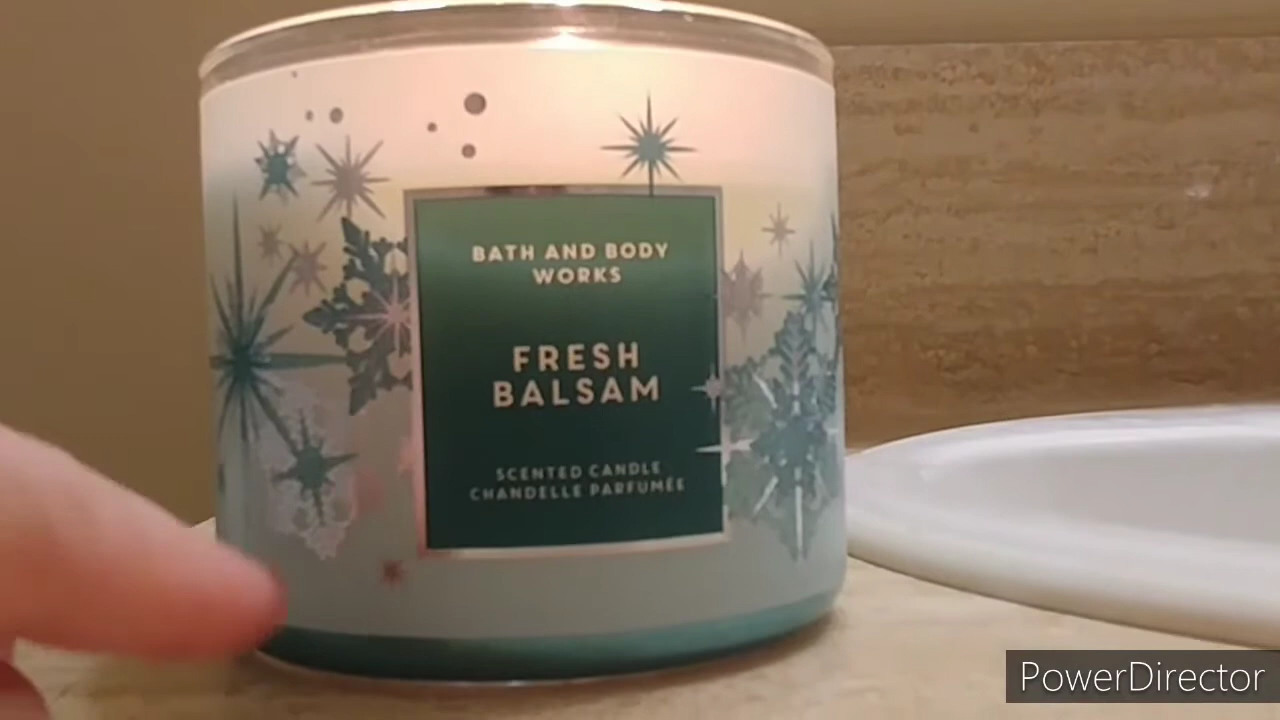 BATH AND BODY
WORKS
FRESH
BALSAM
SCENTED CANDLE
CHANDELLE PARFUMÉE
PowerDirector